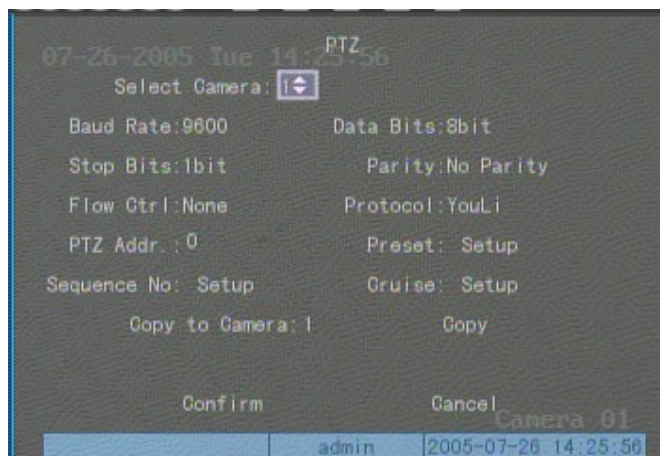 PTZ
07-26-2005 Tue 14:25:56
Select Camera: 1
Baud Rate:9600 Data Bits:8bit
Stop Bits:1bit Parity:No Parity
Flow Ctrl:None Protocol:YouLi
PTZ Addr.:0 Preset: Setup
Sequence No: Setup Cruise: Setup
Copy to Camera:1 Copy
Confirm Cancel
Camera 01
admin 2005-07-26 14:25:56